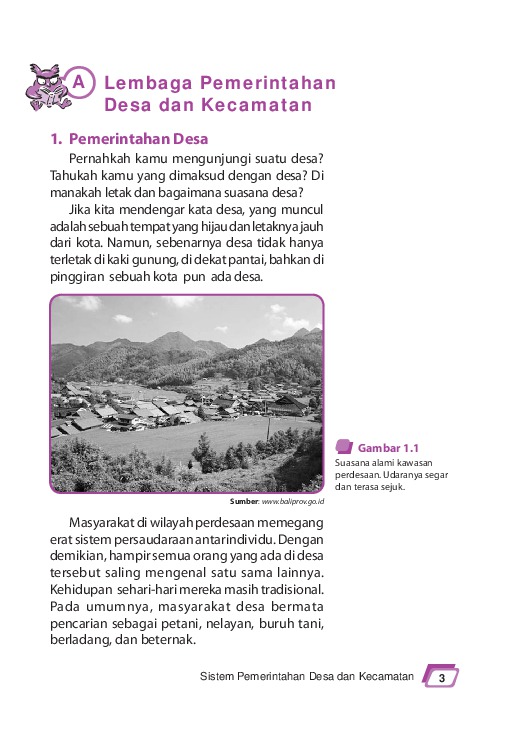 A
Lembaga Pemerintahan
Desa dan Kecamatan
1. Pemerintahan Desa
Pernahkah kamu mengunjungi suatu desa?
Tahukah kamu yang dimaksud dengan desa? Di
manakah letak dan bagaimana suasana desa?
Jika kita mendengar kata desa, yang muncul
adalah sebuah tempat yang hijau dan letaknya jauh
dari kota. Namun, sebenarnya desa tidak hanya
terletak di kaki gunung, di dekat pantai, bahkan di
pinggiran sebuah kota pun ada desa.
Gambar 1.1
Suasana alami kawasan
perdesaan. Udaranya segar
dan terasa sejuk.
Sumber: www.baliprov.go.id
Masyarakat di wilayah perdesaan memegang
erat sistem persaudaraan antarindividu. Dengan
demikian, hampir semua orang yang ada di desa
tersebut saling mengenal satu sama lainnya.
Kehidupan sehari-hari mereka masih tradisional.
Pada umumnya, masyarakat desa bermata
pencarian sebagai petani, nelayan, buruh tani,
berladang, dan beternak.
Sistem Pemerintahan Desa dan Kecamatan
3